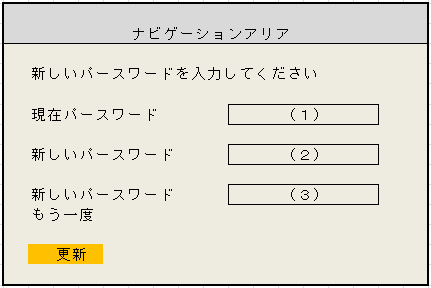 ナビゲーションアリア
新しいパースワードを入力してください
現在パースワード (1)
新しいパースワード (2)
新しいパースワード (3)
もう一度
更新